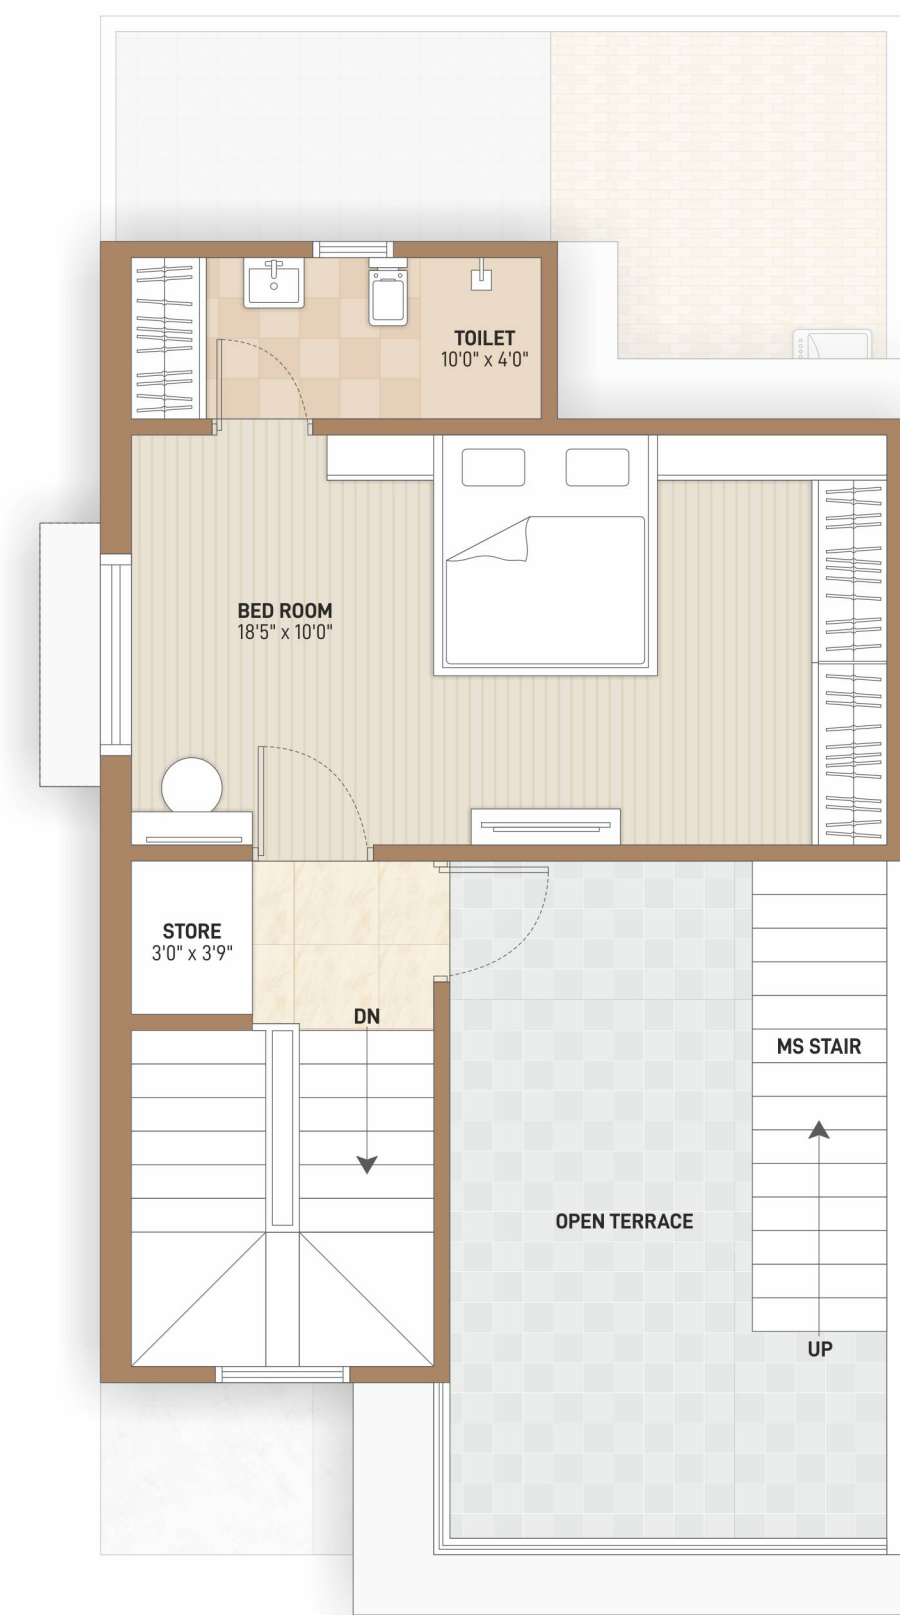 TOILET
10'0" x 4'0"
BED ROOM
18'5" x 10'0"
STORE
3'0" x 3'9"
DN
MS STAIR
OPEN TERRACE
UP